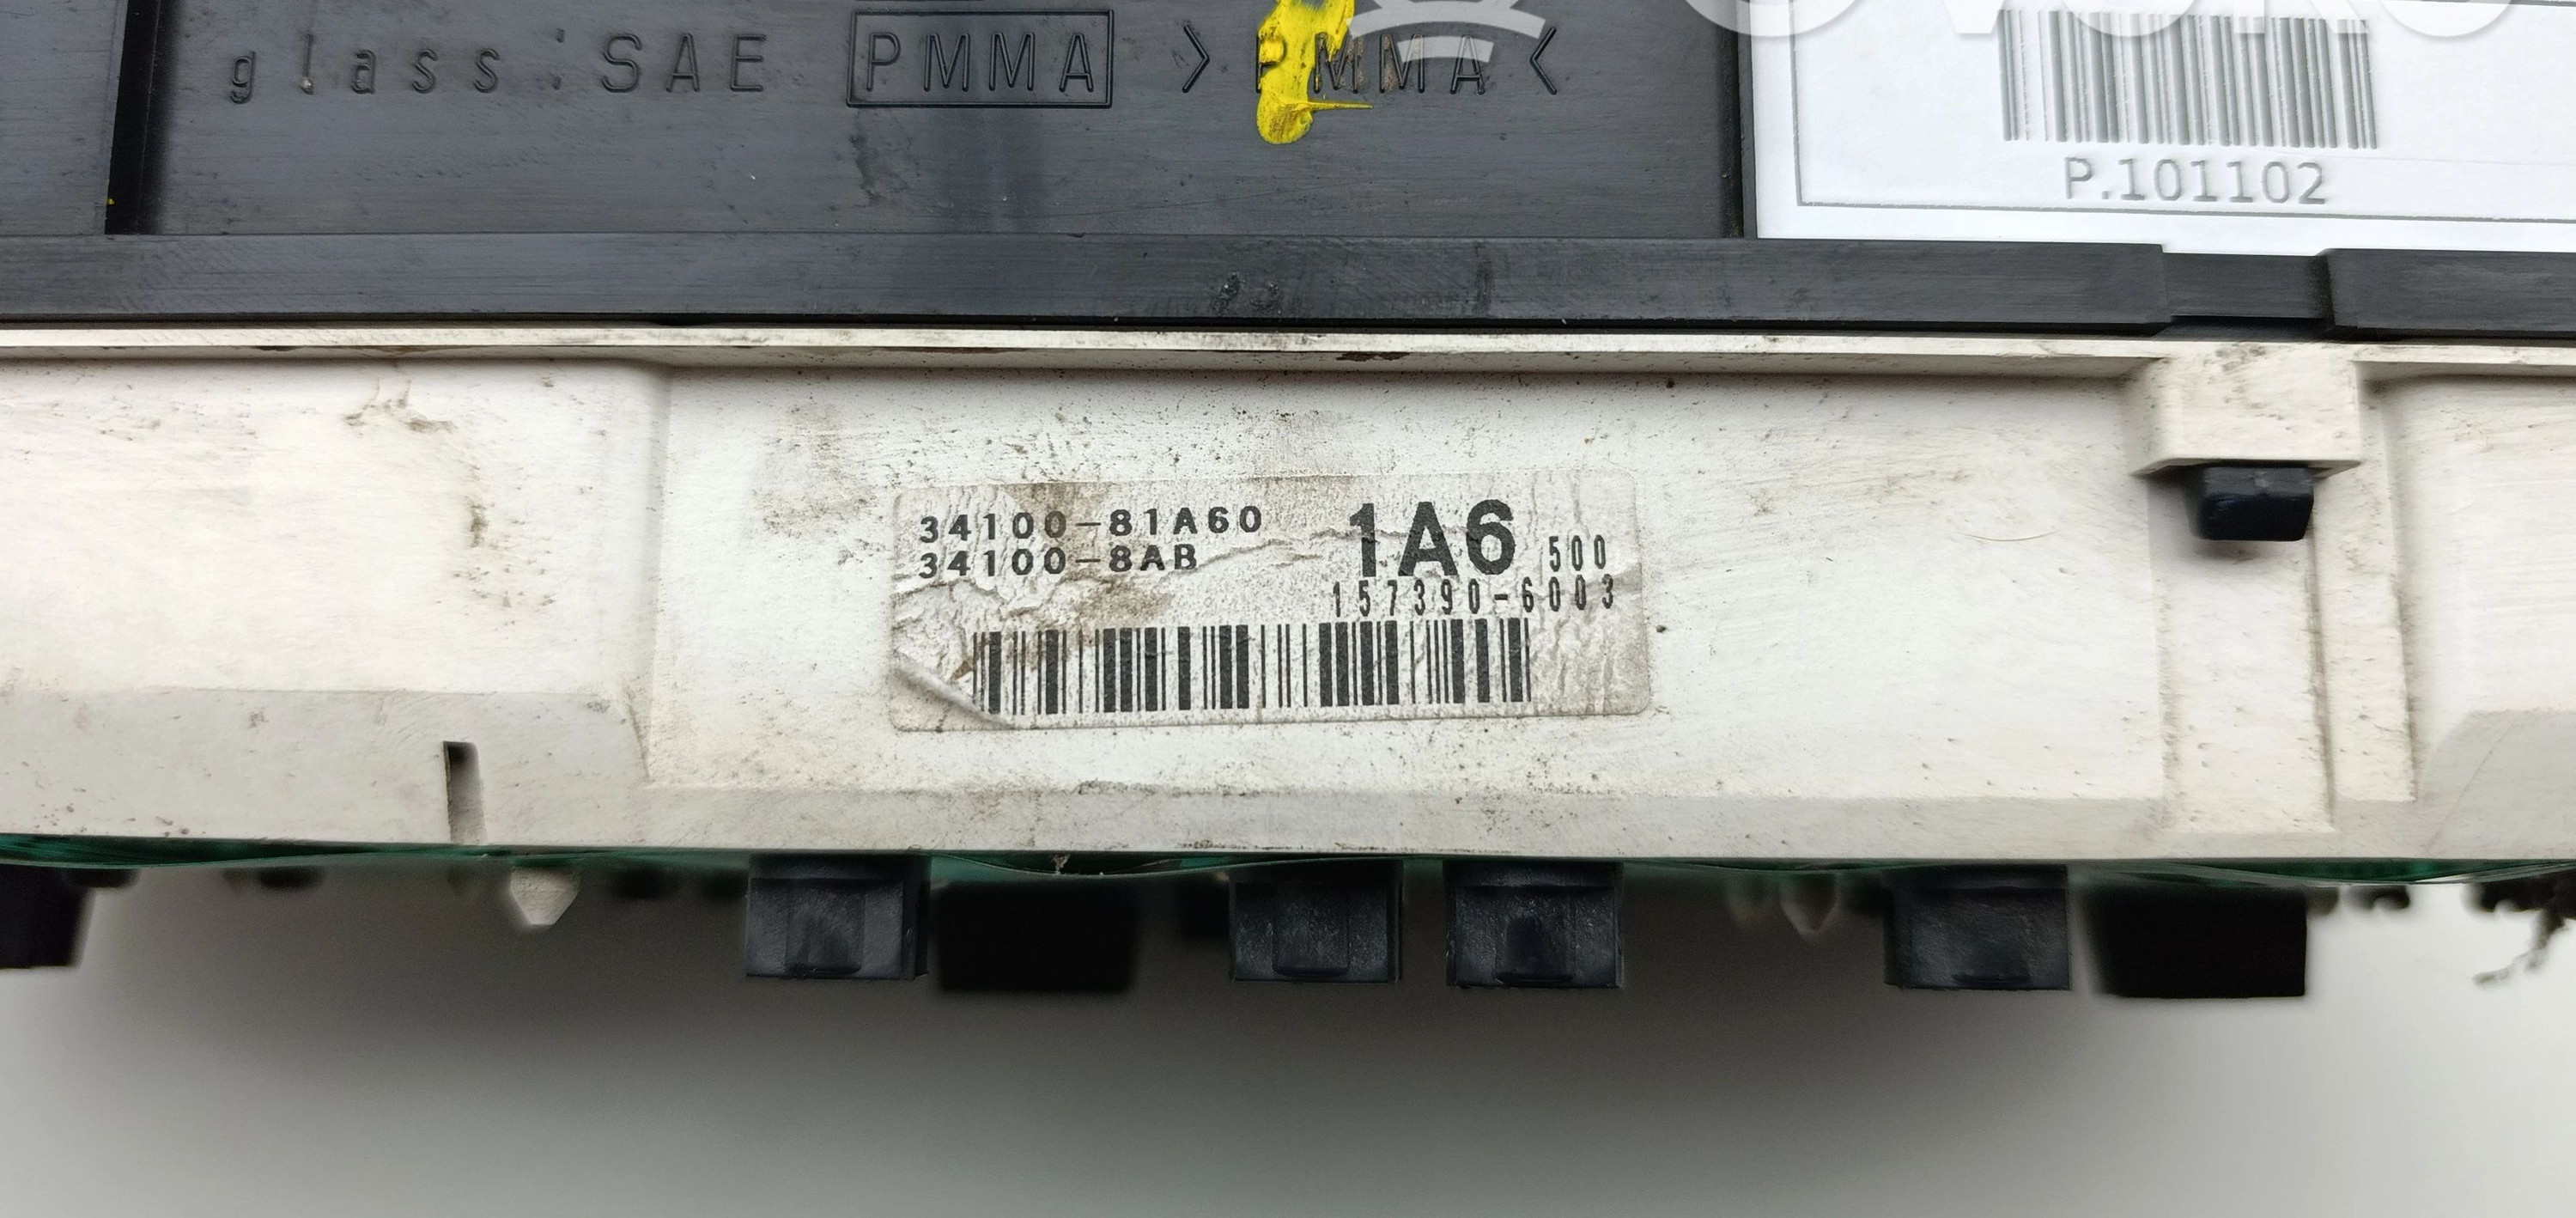 glass:SAE PMMA >PMMA<
P.101102
34100-81A60 1A6 500
34100-8AB
157390-6003